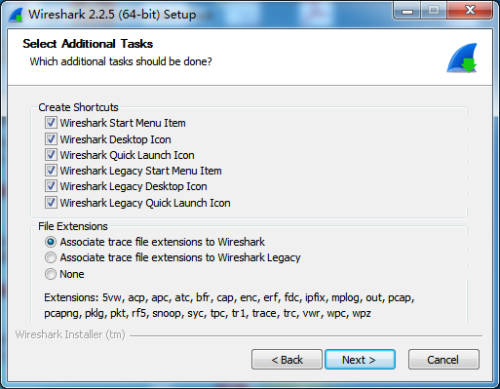 Wireshark 2.2.5 (64-bit) Setup
Select Additional Tasks
Which additional tasks should be done?
Create Shortcuts
Wireshark Start Menu Item
Wireshark Desktop Icon
Wireshark Quick Launch Icon
Wireshark Legacy Start Menu Item
Wireshark Legacy Desktop Icon
Wireshark Legacy Quick Launch Icon
File Extensions
Associate trace file extensions to Wireshark
Associate trace file extensions to Wireshark Legacy
None
Extensions: 5vw, acp, apc, atc, bfr, cap, enc, erf, fdc, ipfix, mplog, out, pcap,
pcapng, pklg, pkt, rf5, snoop, syc, tpc, tr1, trace, trc, vwr, wpc, wpz
Wireshark Installer (tm)
< Back
Next >
Cancel